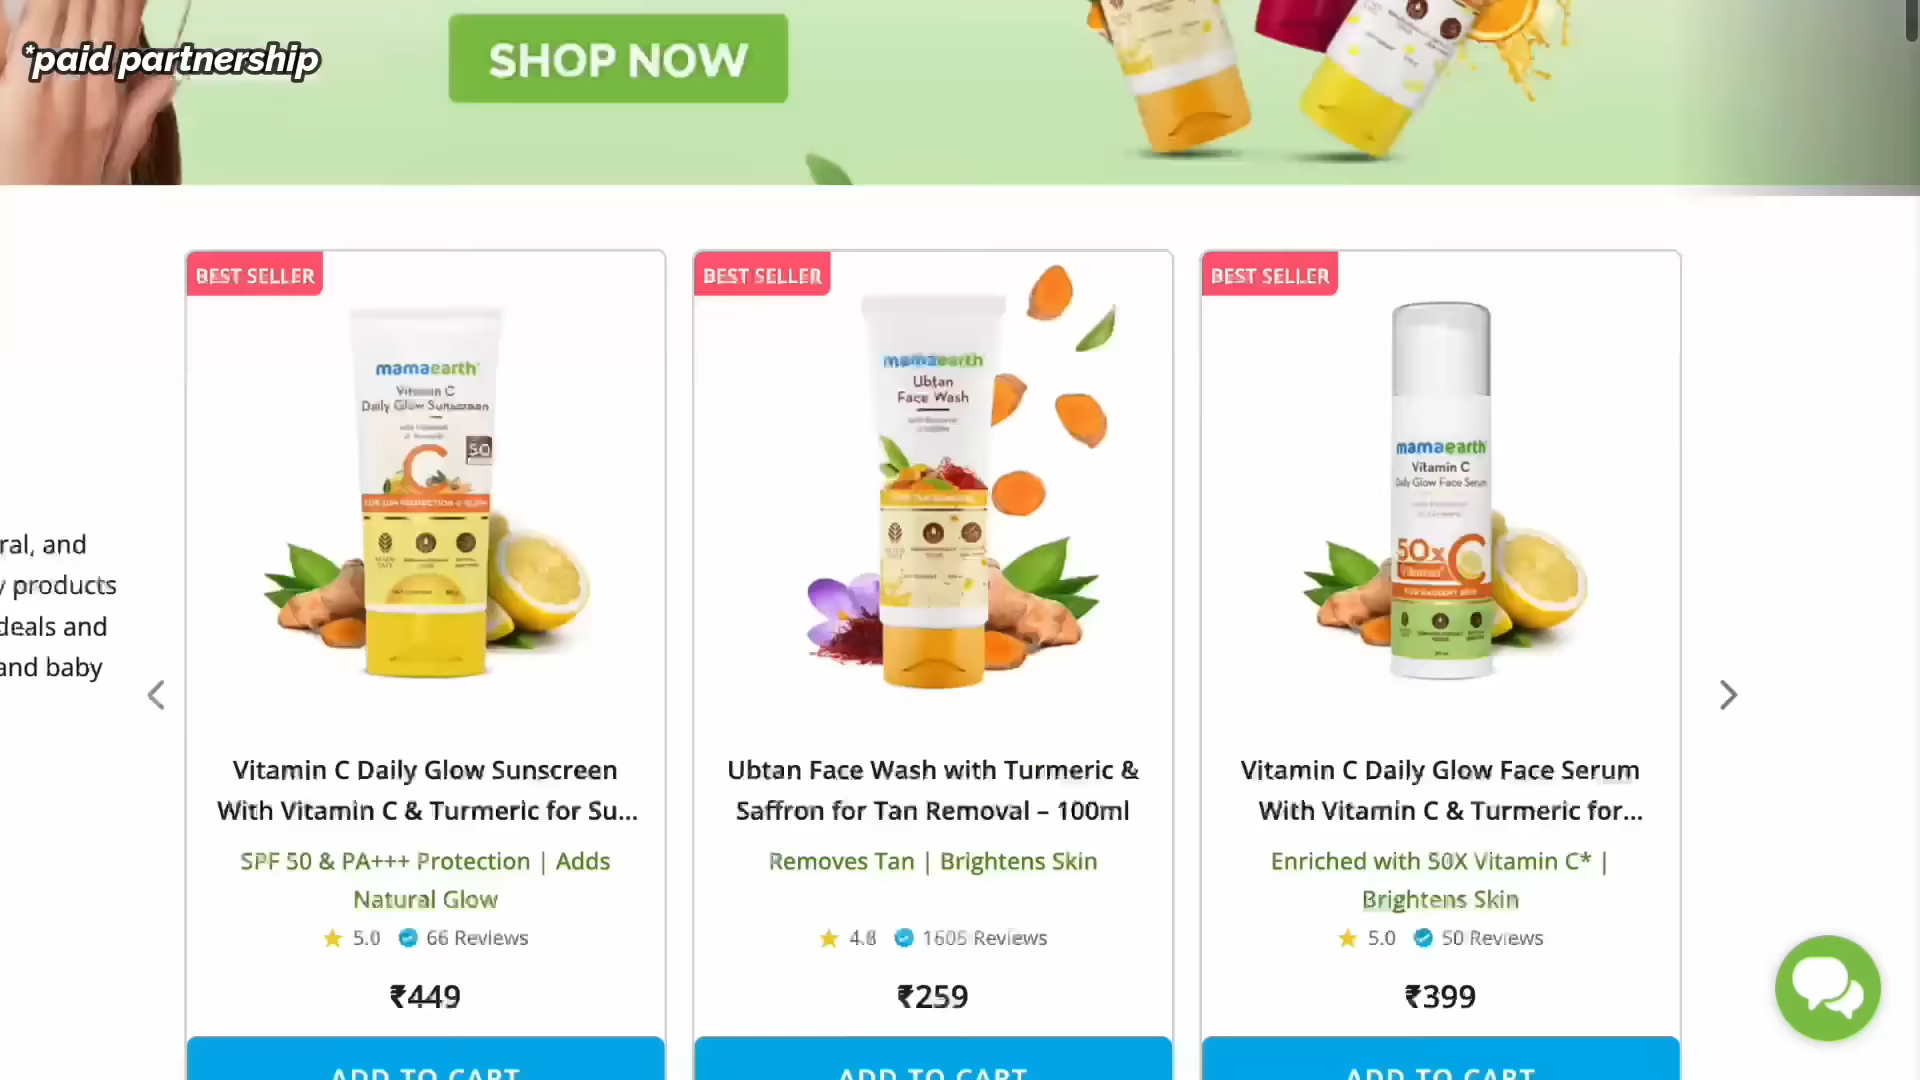 *paid partnership
SHOP NOW
BEST SELLER
BEST SELLER
BEST SELLER
mamaearth
Vitamin C
Daily Glow Sunscreen
50
C
mamaearth
Ubtan
Face Wash
mamaearth
Vitamin C
Daily Glow Face Serum
50x C
Vitamin
ral, and
products
deals and
and baby
Vitamin C Daily Glow Sunscreen
With Vitamin C & Turmeric for Su...
SPF 50 & PA+++ Protection | Adds
Natural Glow
5.0 66 Reviews
₹449
ADD TO CART
Ubtan Face Wash with Turmeric &
Saffron for Tan Removal – 100ml
Removes Tan | Brightens Skin
4.8 1605 Reviews
₹259
ADD TO CART
Vitamin C Daily Glow Face Serum
With Vitamin C & Turmeric for...
Enriched with 50X Vitamin C* |
Brightens Skin
5.0 50 Reviews
₹399
ADD TO CART